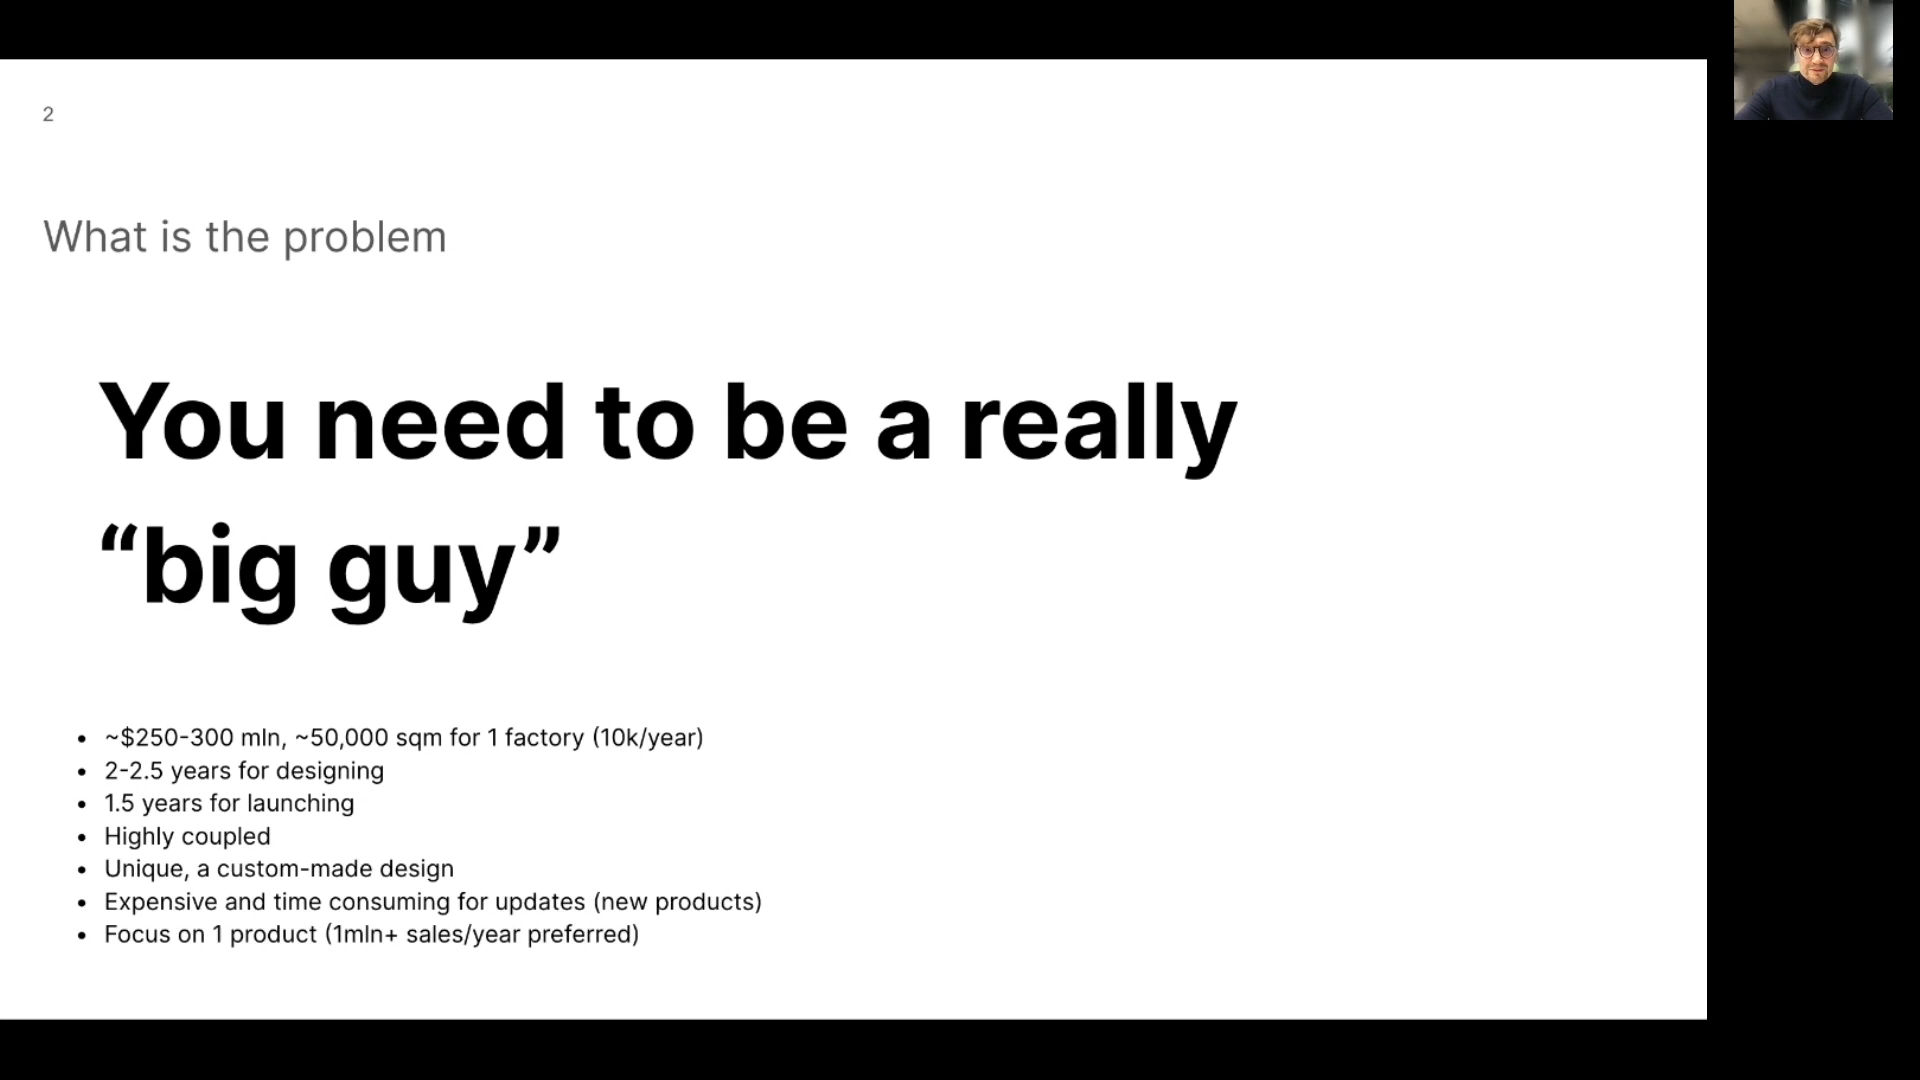 2
What is the problem
You need to be a really
“big guy”
• ~$250-300 mln, ~50,000 sqm for 1 factory (10k/year)
• 2-2.5 years for designing
• 1.5 years for launching
• Highly coupled
• Unique, a custom-made design
• Expensive and time consuming for updates (new products)
• Focus on 1 product (1mln+ sales/year preferred)